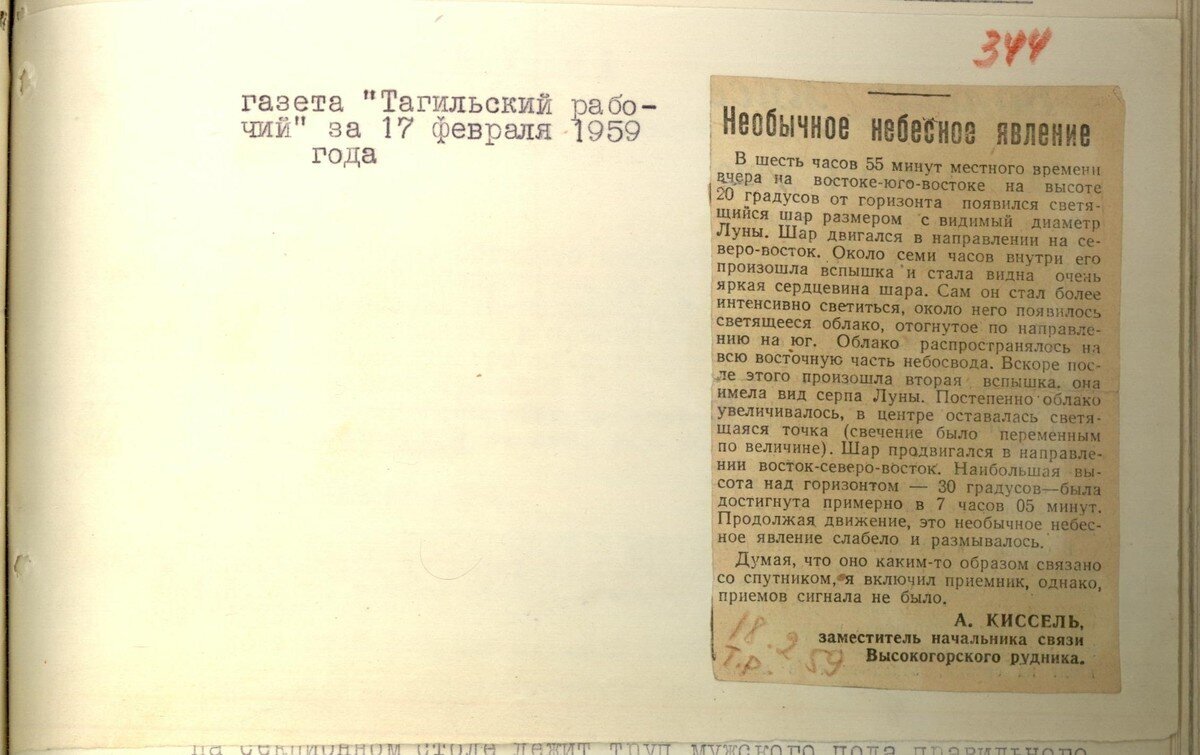 344
газета "Тагильский рабо-
чий" за 17 февраля 1959
года
Необычное небесное явление
В шесть часов 55 минут местного времени
вчера на востоке-юго-востоке на высоте
20 градусов от горизонта появился светя-
щийся шар размером с видимый диаметр
Луны. Шар двигался в направлении на се-
веро-восток. Около семи часов внутри его
произошла вспышка и стала видна очень
яркая сердцевина шара. Сам он стал более
интенсивно светиться, около него появилось
светящееся облако, отогнутое по направле-
нию на юг. Облако распространялось на
всю восточную часть небосвода. Вскоре пос-
ле этого произошла вторая вспышка, она
имела вид серпа Луны. Постепенно облако
увеличивалось, в центре оставалась светя-
щаяся точка (свечение было переменным
по величине). Шар продвигался в направле-
нии восток-северо-восток. Наибольшая вы-
сота над горизонтом — 30 градусов—была
достигнута примерно в 7 часов 05 минут.
Продолжая движение, это необычное небес-
ное явление слабело и размывалось.
Думая, что оно каким-то образом связано
со спутником, я включил приемник, однако,
приемов сигнала не было.
А. КИССЕЛЬ,
заместитель начальника связи
Высокогорского рудника.
18.2 59
Т.р.
на секционном столе лежит труп мужского пола правильного